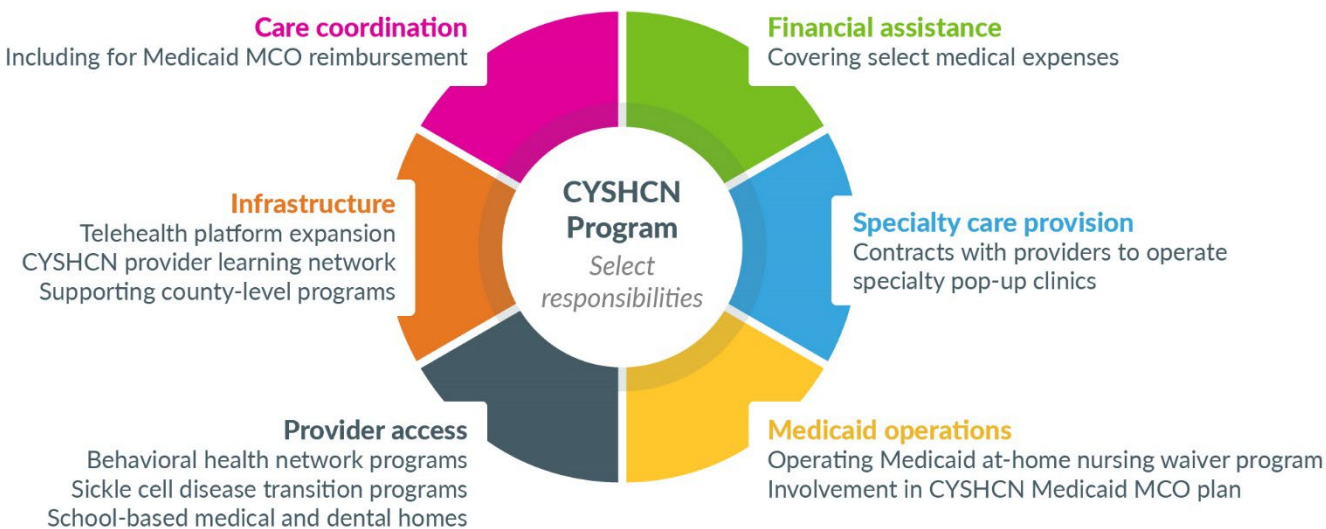 Care coordination
Including for Medicaid MCO reimbursement
Financial assistance
Covering select medical expenses
Infrastructure
Telehealth platform expansion
CYSHCN provider learning network
Supporting county-level programs
CYSHCN
Program
Select
responsibilities
Specialty care provision
Contracts with providers to operate
specialty pop-up clinics
Provider access
Behavioral health network programs
Sickle cell disease transition programs
School-based medical and dental homes
Medicaid operations
Operating Medicaid at-home nursing waiver program
Involvement in CYSHCN Medicaid MCO plan